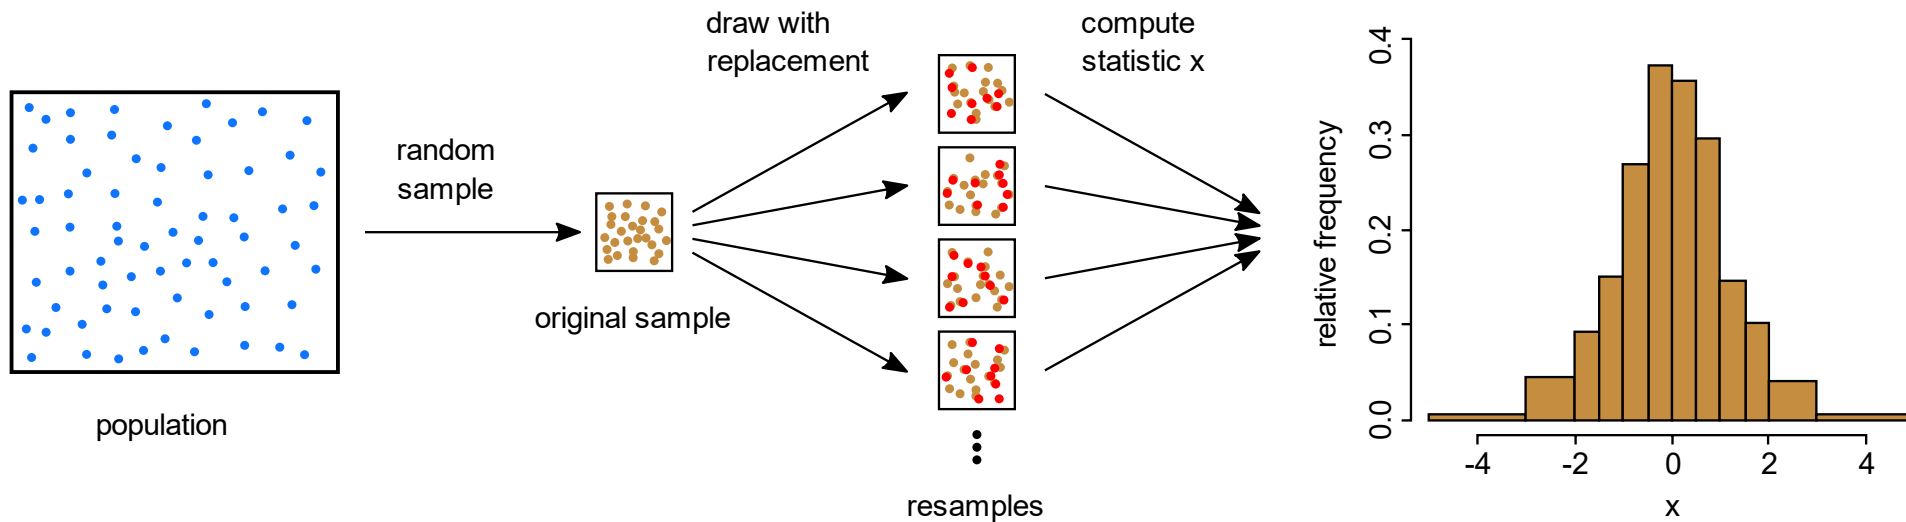 population
random
sample
original sample
draw with
replacement
resamples
compute
statistic x
relative frequency
0.4
0.3
0.2
0.1
0.0
-4
-2
0
2
4
x